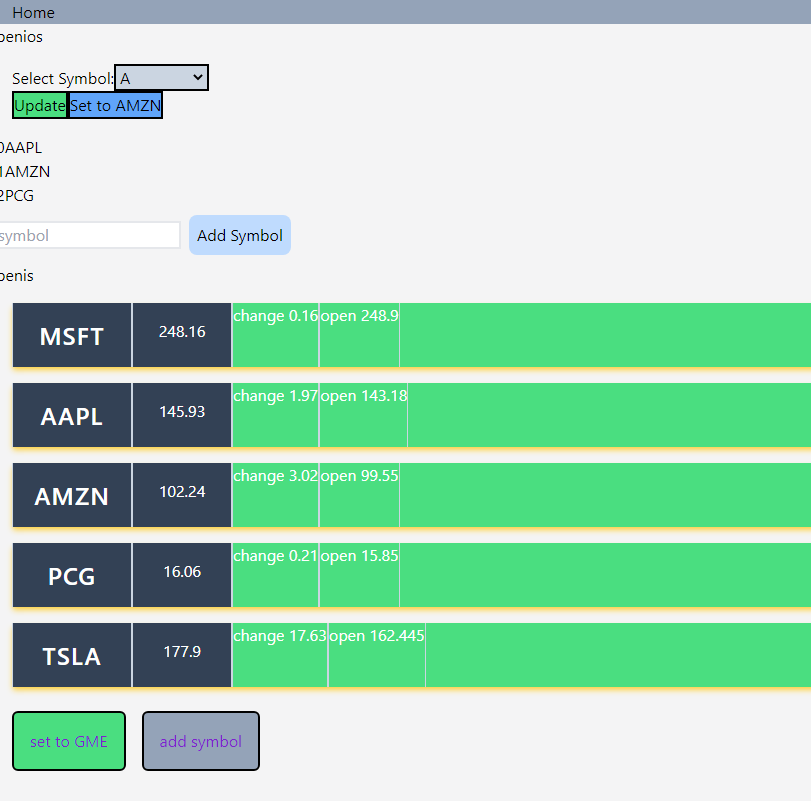 Home
penios
Select Symbol: A
Update Set to AMZN
0AAPL
1AMZN
2PCG
symbol Add Symbol
penis
MSFT 248.16 change 0.16 open 248.9
AAPL 145.93 change 1.97 open 143.18
AMZN 102.24 change 3.02 open 99.55
PCG 16.06 change 0.21 open 15.85
TSLA 177.9 change 17.63 open 162.445
set to GME add symbol